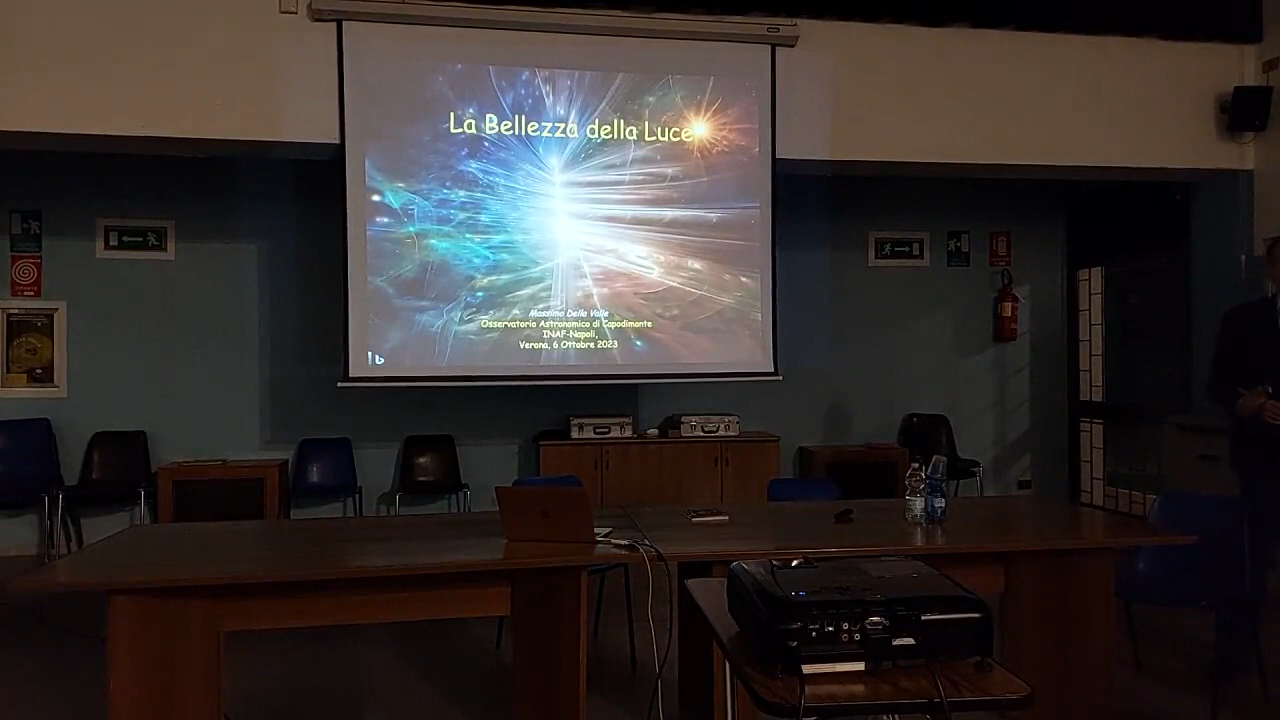 La Bellezza della Luce
Massimo Della Valle
Osservatorio Astronomico di Capodimonte
INAF-Napoli,
Verona, 6 Ottobre 2023